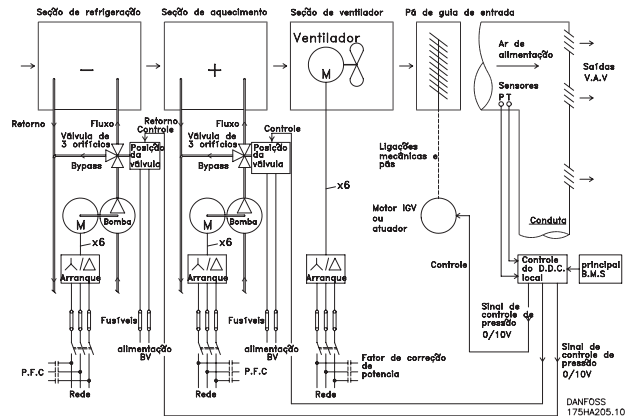 Seção de refrigeração
Seção de aquecimento
Seção de ventilador
Pá de guia de entrada
Ventilador
M
Ar de
alimentação
Sensores
P T
Saídas
V.A.V
Retorno
Fluxo
Retorno
Controle
Fluxo
Controle
Válvula de
3 orifícios
Posição
da
válvula
Válvula de
3 orifícios
Posição
da
válvula
Bypass
Bypass
Ligações
mecânicas e
pás
x6
M
Bomba
M
Bomba
Motor IGV
ou
atuador
Conduta
x6
x6
Arranque
Arranque
Arranque
Controle
Controle
do D.D.C.
local
principal
B.M.S
Sinal de
controle de
pressão
0/10V
Fusíveis
Fusíveis
alimentação
BV
alimentação
BV
Sinal
de controle
de pressão
0/10V
P.F.C
P.F.C
Fator de correção
de
potencia
Rede
Rede
Rede
DANFOSS
175HA205.10